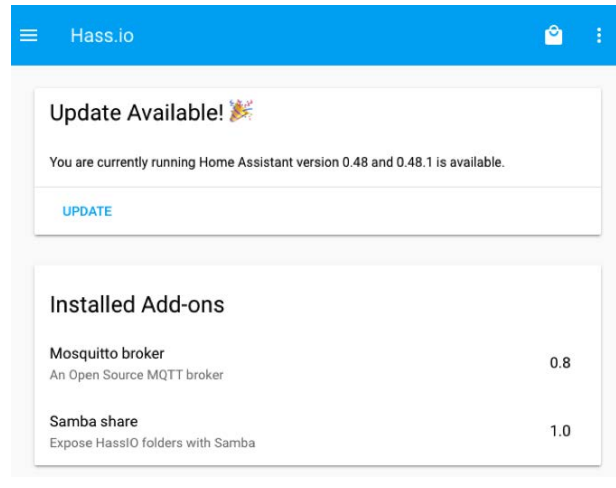 Hass.io
Update Available! 🎉
You are currently running Home Assistant version 0.48 and 0.48.1 is available.
UPDATE
Installed Add-ons
Mosquitto broker
0.8
An Open Source MQTT broker
Samba share
1.0
Expose HassIO folders with Samba